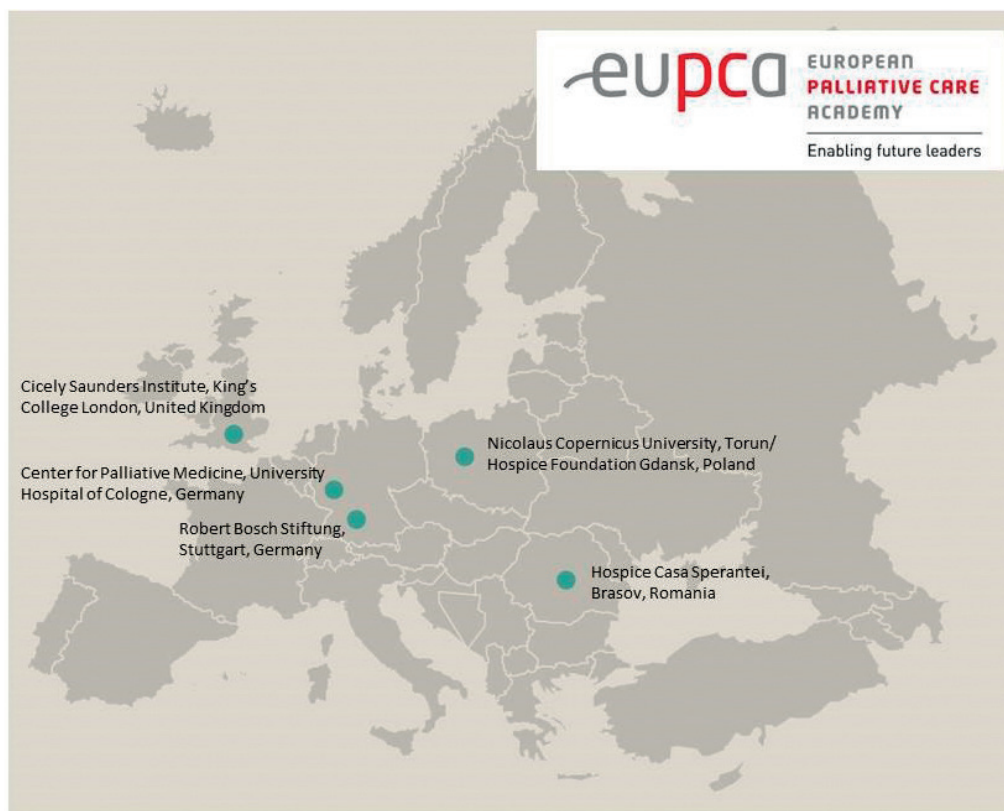 eupca
EUROPEAN
PALLIATIVE CARE
ACADEMY
Enabling future leaders
Cicely Saunders Institute, King's
College London, United Kingdom
Nicolaus Copernicus University, Torun/
Hospice Foundation Gdansk, Poland
Center for Palliative Medicine, University
Hospital of Cologne, Germany
Robert Bosch Stiftung,
Stuttgart, Germany
Hospice Casa Sperantei,
Brasov, Romania